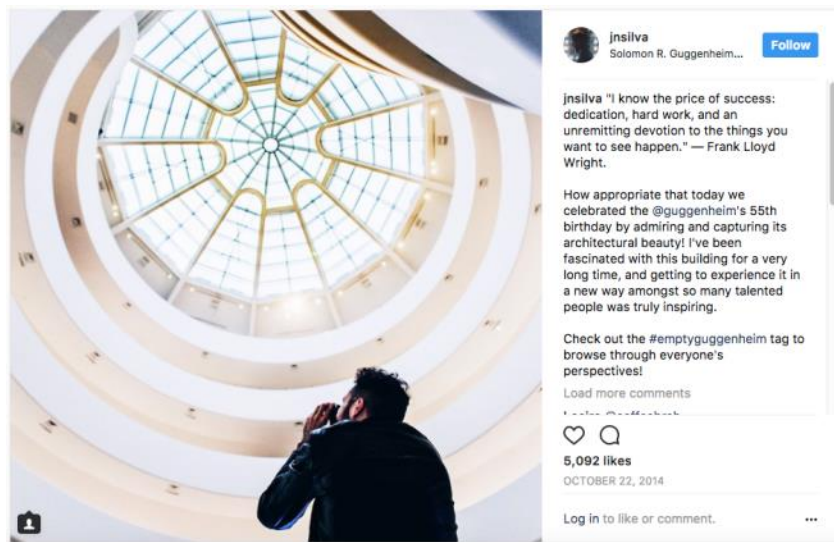 jnsilva
Solomon R. Guggenheim...
Follow
jnsilva "I know the price of success:
dedication, hard work, and an
unremitting devotion to the things you
want to see happen." — Frank Lloyd
Wright.
How appropriate that today we
celebrated the @guggenheim's 55th
birthday by admiring and capturing its
architectural beauty! I've been
fascinated with this building for a very
long time, and getting to experience it in
a new way amongst so many talented
people was truly inspiring.
Check out the #emptyguggenheim tag to
browse through everyone's
perspectives!
Load more comments
5,092 likes
OCTOBER 22, 2014
Log in to like or comment.
...